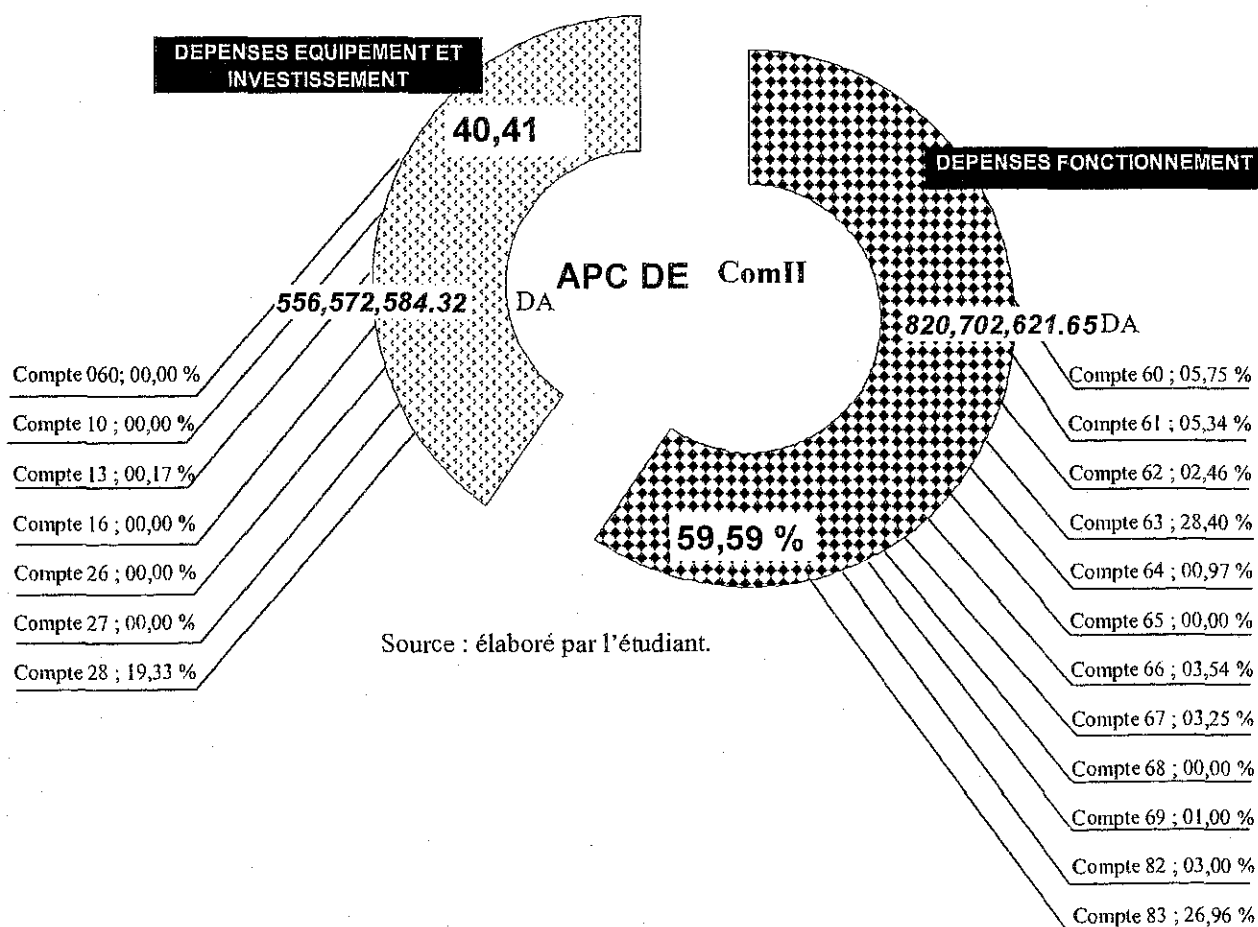 DEPENSES EQUIPEMENT ET
INVESTISSEMENT
40,41
DEPENSES FONCTIONNEMENT
APC DE ComII
556,572,584.32 DA
820,702,621.65 DA
Compte 060; 00,00 %
Compte 10 ; 00,00 %
Compte 13 ; 00,17 %
Compte 16 ; 00,00 %
Compte 26 ; 00,00 %
Compte 27 ; 00,00 %
Compte 28 ; 19,33 %
Compte 60 ; 05,75 %
Compte 61 ; 05,34 %
Compte 62 ; 02,46 %
Compte 63 ; 28,40 %
Compte 64 ; 00,97 %
Compte 65 ; 00,00 %
Compte 66 ; 03,54 %
Compte 67 ; 03,25 %
Compte 68 ; 00,00 %
Compte 69 ; 01,00 %
Compte 82 ; 03,00 %
Compte 83 ; 26,96 %
59,59 %
Source : élaboré par l'étudiant.